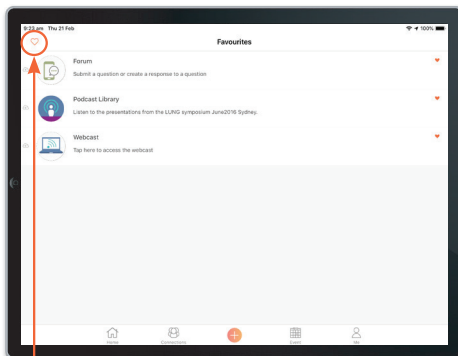 9:23 am Thu 21 Feb
100%
Favourites
Forum
Submit a question or create a response to a question
Podcast Library
Listen to the presentations from the LUNG symposium June2016 Sydney.
Webcast
Tap here to access the webcast
Home
Connections
Event
Me